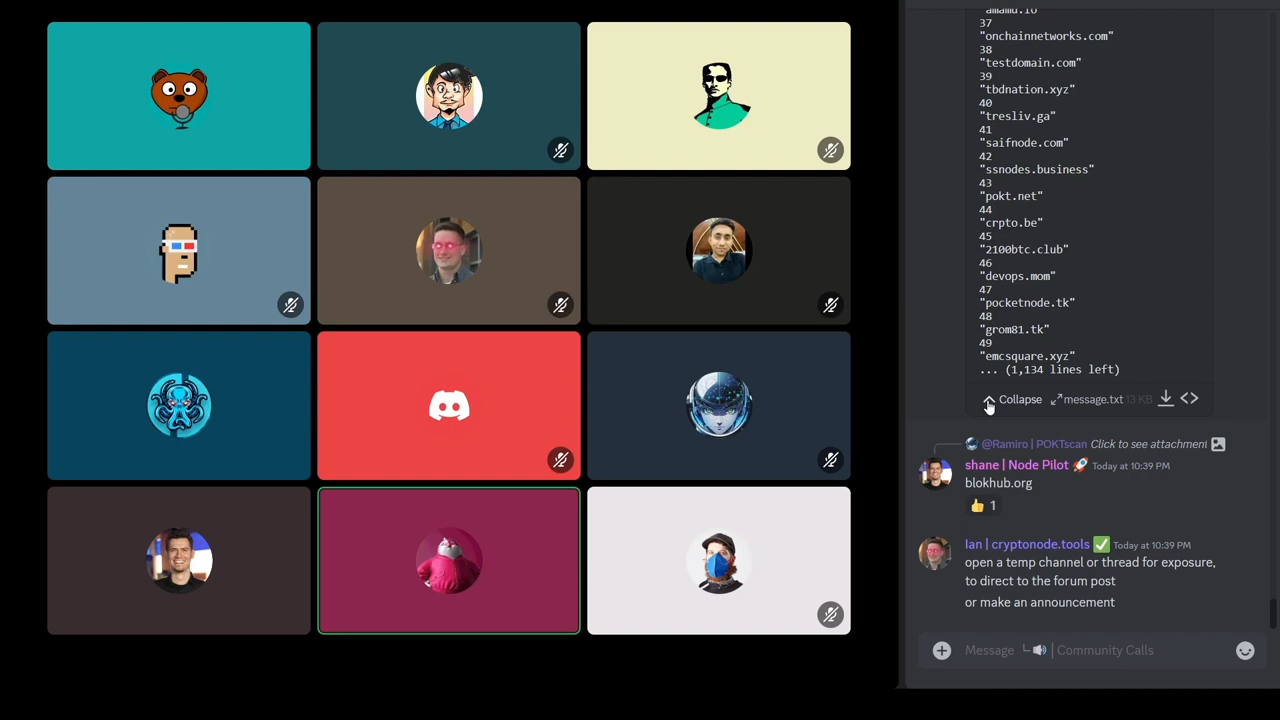 amamu.io
37
"onchainnetworks.com"
38
"testdomain.com"
39
"tbdnation.xyz"
40
"tresliv.ga"
41
"saifnode.com"
42
"ssnodes.business"
43
"pokt.net"
44
"crpto.be"
45
"2100btc.club"
46
"devops.mom"
47
"pocketnode.tk"
48
"grom81.tk"
49
"emcsquare.xyz"
... (1,134 lines left)
Collapse message.txt 13 KB
@Ramiro | POKTscan Click to see attachment
shane | Node Pilot 🚀 Today at 10:39 PM
blokhub.org
👍 1
Ian | cryptonode.tools ✅ Today at 10:39 PM
open a temp channel or thread for exposure,
to direct to the forum post
or make an announcement
Message Community Calls